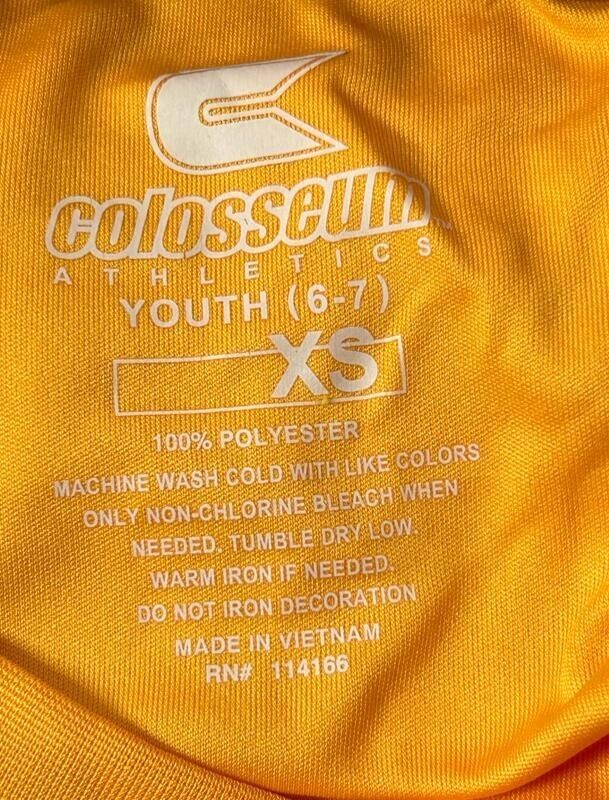 colosseum
ATHLETICS
YOUTH (6-7)
XS
100% POLYESTER
MACHINE WASH COLD WITH LIKE COLORS
ONLY NON-CHLORINE BLEACH WHEN
NEEDED. TUMBLE DRY LOW.
WARM IRON IF NEEDED.
DO NOT IRON DECORATION
MADE IN VIETNAM
RN# 114166